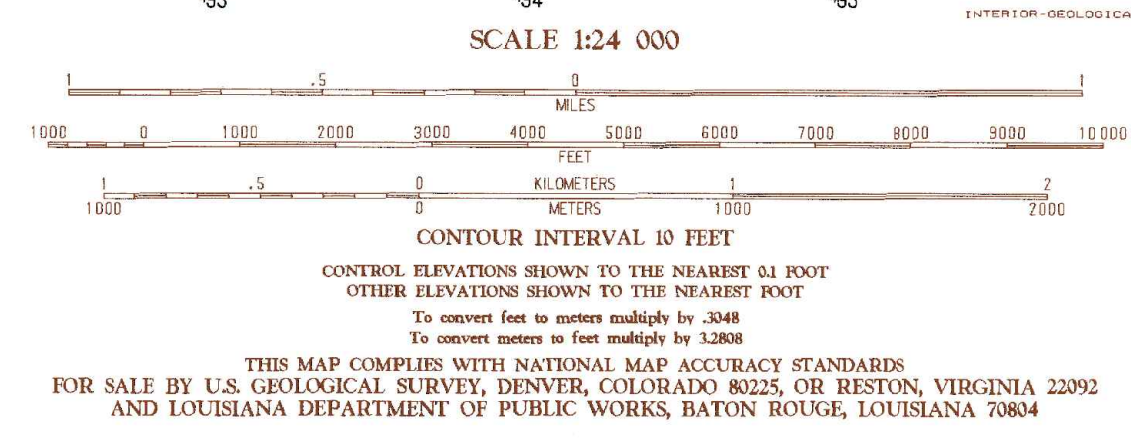 INTERIOR-GEOLOGICA
SCALE 1:24 000
1 .5 0 1
MILES
1000 0 1000 2000 3000 4000 5000 6000 7000 8000 9000 10 000
FEET
1 .5 0 KILOMETERS 1 2
1000 0 METERS 1000 2000
CONTOUR INTERVAL 10 FEET
CONTROL ELEVATIONS SHOWN TO THE NEAREST 0.1 FOOT
OTHER ELEVATIONS SHOWN TO THE NEAREST FOOT
To convert feet to meters multiply by .3048
To convert meters to feet multiply by 3.2808
THIS MAP COMPLIES WITH NATIONAL MAP ACCURACY STANDARDS
FOR SALE BY U.S. GEOLOGICAL SURVEY, DENVER, COLORADO 80225, OR RESTON, VIRGINIA 22092
AND LOUISIANA DEPARTMENT OF PUBLIC WORKS, BATON ROUGE, LOUISIANA 70804